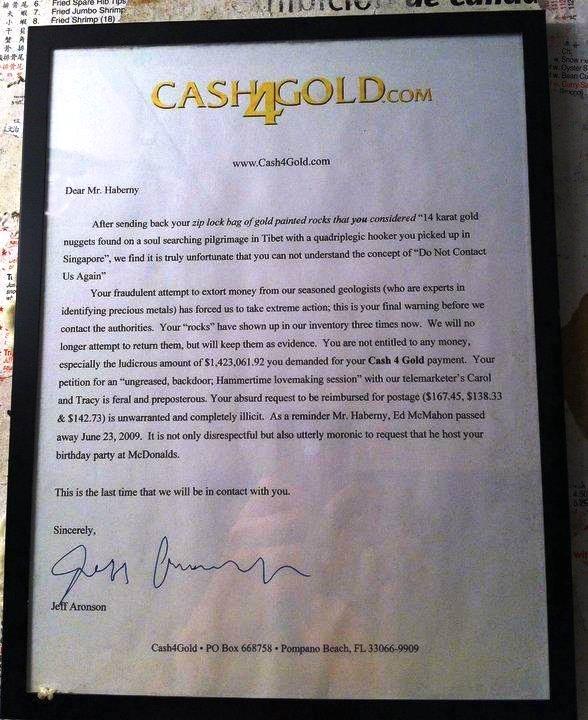 6. Fried Spare Rib Tips
7. Fried Jumbo Shrimp
8. Fried Shrimp (18)
CASH4GOLD.COM
www.Cash4Gold.com
Dear Mr. Haberny
After sending back your zip lock bag of gold painted rocks that you considered “14 karat gold
nuggets found on a soul searching pilgrimage in Tibet with a quadriplegic hooker you picked up in
Singapore”, we find it is truly unfortunate that you can not understand the concept of “Do Not Contact
Us Again”
Your fraudulent attempt to extort money from our seasoned geologists (who are experts in
identifying precious metals) has forced us to take extreme action; this is your final warning before we
contact the authorities. Your “rocks” have shown up in our inventory three times now. We will no
longer attempt to return them, but will keep them as evidence. You are not entitled to any money,
especially the ludicrous amount of $1,423,061.92 you demanded for your Cash 4 Gold payment. Your
petition for an “ungreased, backdoor, Hammertime lovemaking session” with our telemarketer’s Carol
and Tracy is feral and preposterous. Your absurd request to be reimbursed for postage ($167.45, $138.33
& $142.73) is unwarranted and completely illicit. As a reminder Mr. Haberny, Ed McMahon passed
away June 23, 2009. It is not only disrespectful but also utterly moronic to request that he host your
birthday party at McDonalds.
This is the last time that we will be in contact with you.
Sincerely,
Jeff Aronson
Cash4Gold • PO Box 668758 • Pompano Beach, FL 33066-9909